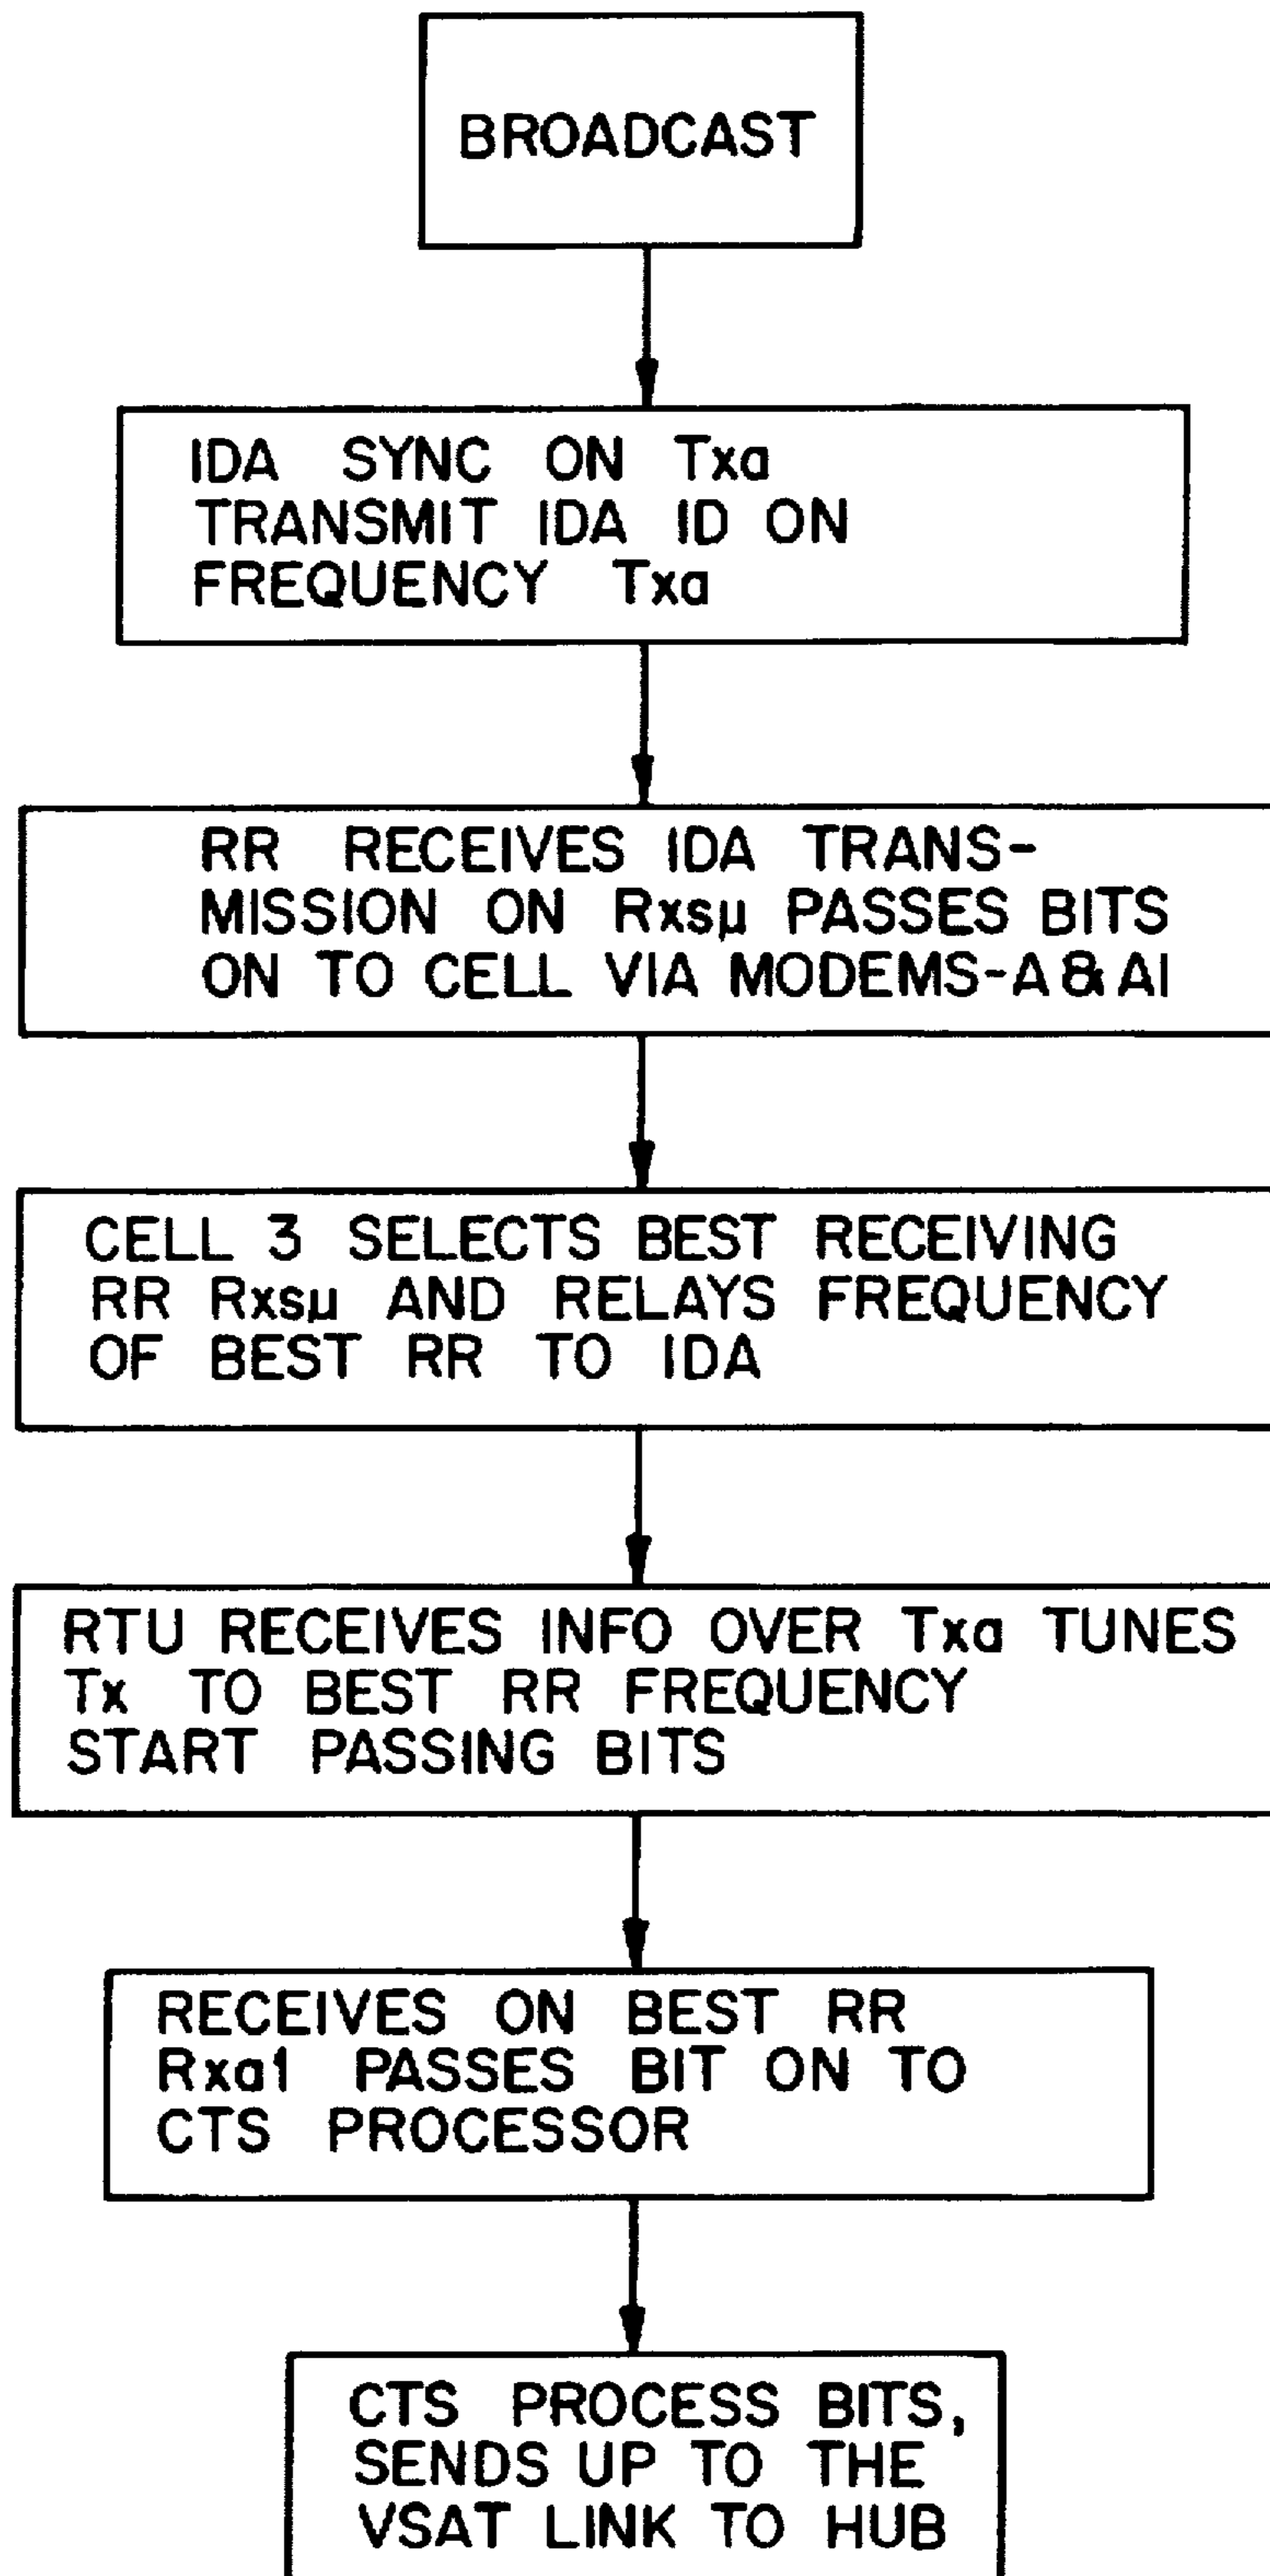 BROADCAST
IDA SYNC ON Txa
TRANSMIT IDA ID ON
FREQUENCY Txa
RR RECEIVES IDA TRANS-
MISSION ON Rxsμ PASSES BITS
ON TO CELL VIA MODEMS-A & AI
CELL 3 SELECTS BEST RECEIVING
RR Rxsμ AND RELAYS FREQUENCY
OF BEST RR TO IDA
RTU RECEIVES INFO OVER Txa TUNES
Tx TO BEST RR FREQUENCY
START PASSING BITS
RECEIVES ON BEST RR
Rxa1 PASSES BIT ON TO
CTS PROCESSOR
CTS PROCESS BITS,
SENDS UP TO THE
VSAT LINK TO HUB